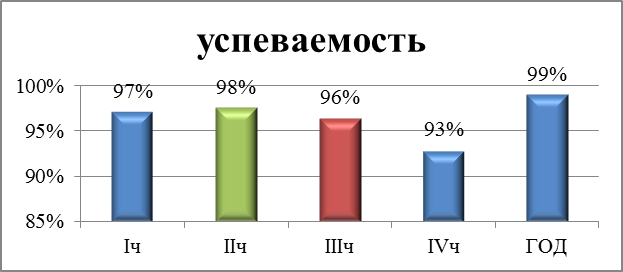 успеваемость
100%
95%
90%
85%
97%
98%
96%
93%
99%
Iч
IIч
IIIч
IVч
ГОД